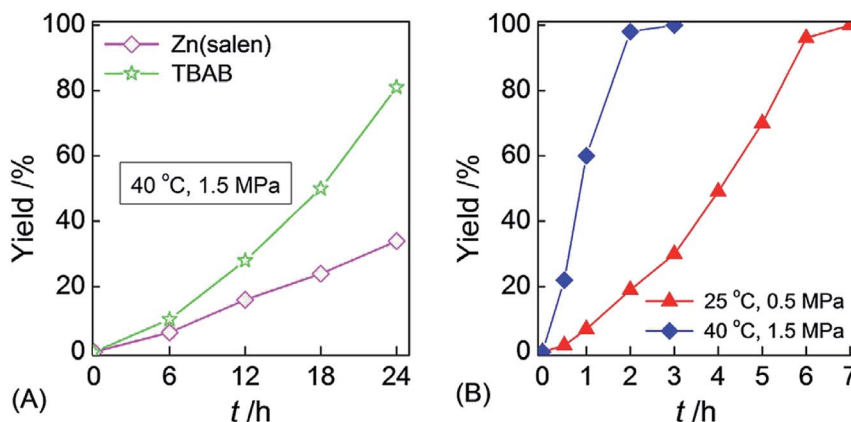 100
80
60
40
20
0
Yield /%
Zn(salen)
TBAB
40 °C, 1.5 MPa
0 6 12 18 24
(A)
t /h
100
80
60
40
20
0
Yield /%
25 °C, 0.5 MPa
40 °C, 1.5 MPa
0 1 2 3 4 5 6 7
(B)
t /h